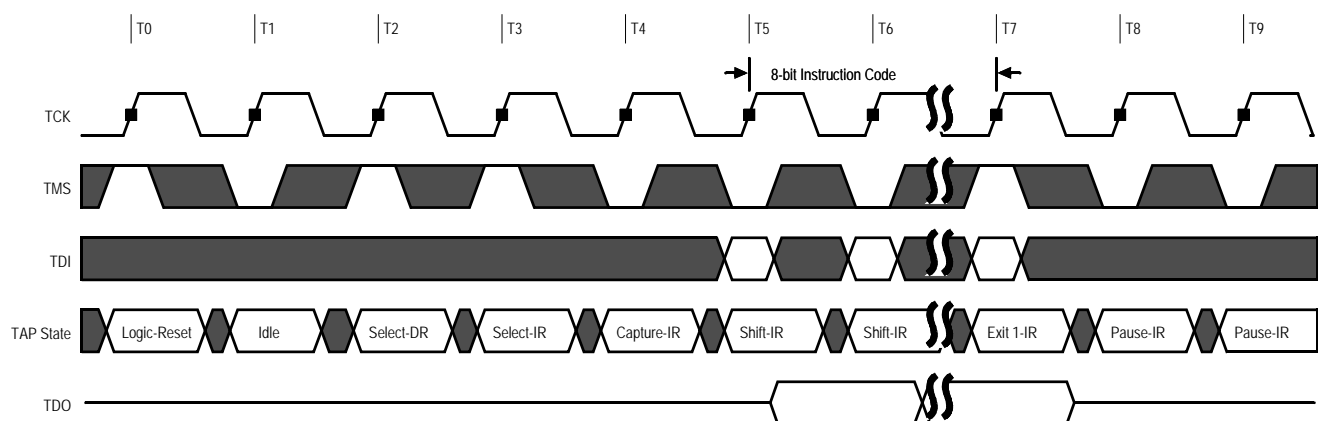 T0 T1 T2 T3 T4 T5 T6 T7 T8 T9
8-bit Instruction Code
TCK
TMS
TDI
TAP State Logic-Reset Idle Select-DR Select-IR Capture-IR Shift-IR Shift-IR Exit 1-IR Pause-IR Pause-IR
TDO